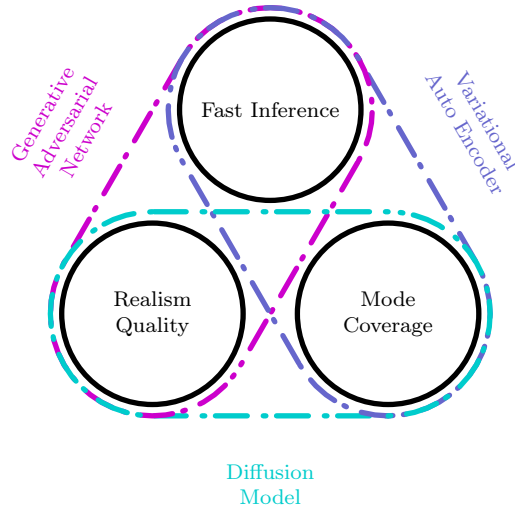 Fast Inference
Generative
Adversarial
Network
Variational
Auto Encoder
Realism
Quality
Mode
Coverage
Diffusion
Model